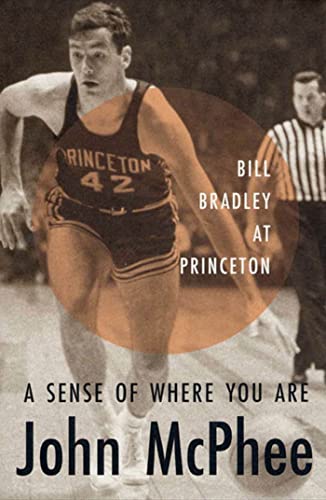 PRINCETON
42
BILL
BRADLEY
AT
PRINCETON
A SENSE OF WHERE YOU ARE
John McPhee